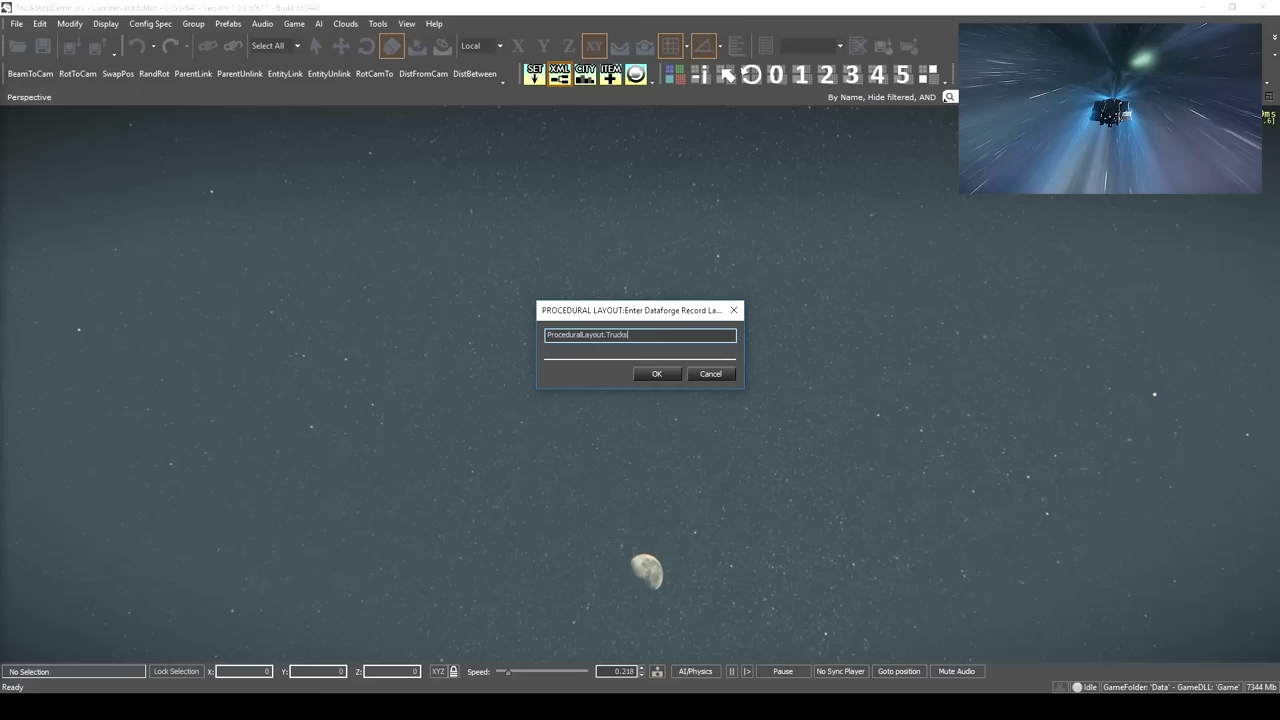 TruckStopDemo.cry - Lumberyard Editor - CIG (x64) - Version 1.0.9.60617 - Build 650441
File Edit Modify Display Config Spec Group Prefabs Audio Game AI Clouds Tools View Help
Select All Local X Y Z XY
BeamToCam RotToCam SwapPos RandRot ParentLink ParentUnlink EntityLink EntityUnlink RotCamTo DistFromCam DistBetween SET XML CITY ITEM 0 1 2 3 4 5
Perspective By Name, Hide filtered, AND
PROCEDURAL LAYOUT:Enter Dataforge Record La...
ProceduralLayout.Trucks
OK Cancel
No Selection Lock Selection X: 0 Y: 0 Z: 0 XYZ Speed: 0.218 AI/Physics Pause No Sync Player Goto position Mute Audio
Ready Idle GameFolder: 'Data' - GameDLL: 'Game' 7344 Mb